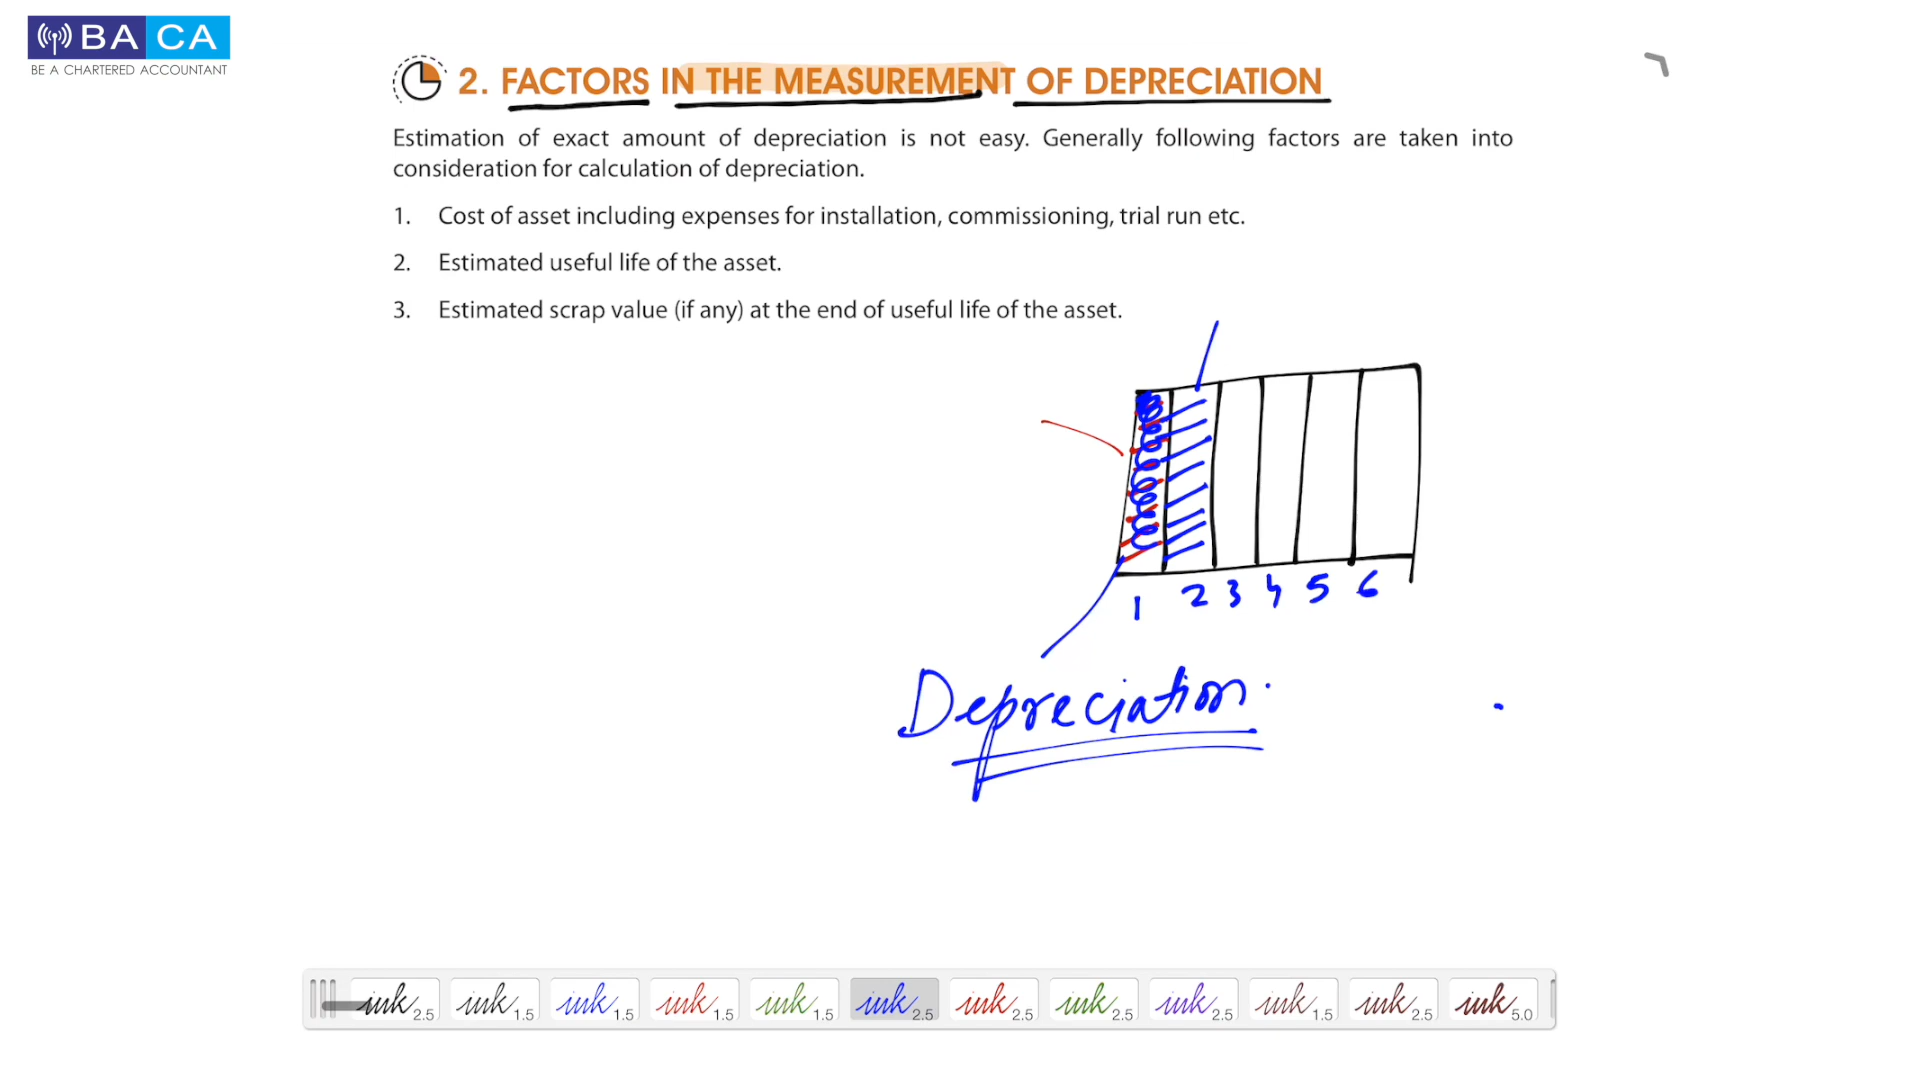 BA CA
BE A CHARTERED ACCOUNTANT
2. FACTORS IN THE MEASUREMENT OF DEPRECIATION
Estimation of exact amount of depreciation is not easy. Generally following factors are taken into
consideration for calculation of depreciation.
1. Cost of asset including expenses for installation, commissioning, trial run etc.
2. Estimated useful life of the asset.
3. Estimated scrap value (if any) at the end of useful life of the asset.
1 2 3 4 5 6
Depreciation.
ink 2.5 ink 1.5 ink 1.5 ink 1.5 ink 1.5 ink 2.5 ink 2.5 ink 2.5 ink 2.5 ink 1.5 ink 2.5 ink 5.0